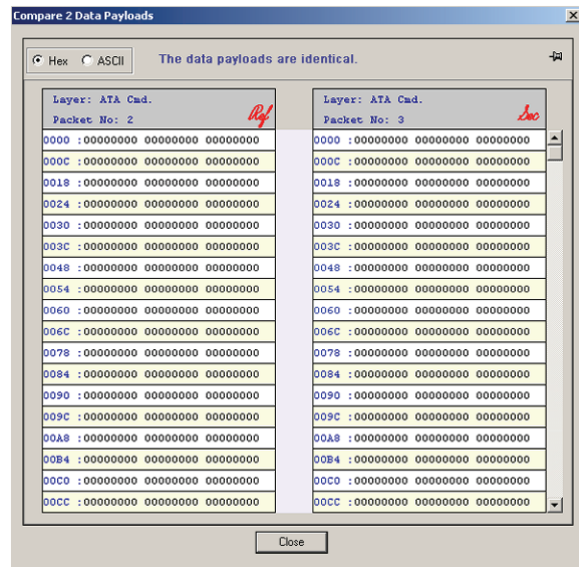 Compare 2 Data Payloads
Hex ASCII The data payloads are identical.
Layer: ATA Cmd.
Packet No: 2
Ref
0000 :00000000 00000000 00000000
000C :00000000 00000000 00000000
0018 :00000000 00000000 00000000
0024 :00000000 00000000 00000000
0030 :00000000 00000000 00000000
003C :00000000 00000000 00000000
0048 :00000000 00000000 00000000
0054 :00000000 00000000 00000000
0060 :00000000 00000000 00000000
006C :00000000 00000000 00000000
0078 :00000000 00000000 00000000
0084 :00000000 00000000 00000000
0090 :00000000 00000000 00000000
009C :00000000 00000000 00000000
00A8 :00000000 00000000 00000000
00B4 :00000000 00000000 00000000
00C0 :00000000 00000000 00000000
00CC :00000000 00000000 00000000
Layer: ATA Cmd.
Packet No: 3
Sec
0000 :00000000 00000000 00000000
000C :00000000 00000000 00000000
0018 :00000000 00000000 00000000
0024 :00000000 00000000 00000000
0030 :00000000 00000000 00000000
003C :00000000 00000000 00000000
0048 :00000000 00000000 00000000
0054 :00000000 00000000 00000000
0060 :00000000 00000000 00000000
006C :00000000 00000000 00000000
0078 :00000000 00000000 00000000
0084 :00000000 00000000 00000000
0090 :00000000 00000000 00000000
009C :00000000 00000000 00000000
00A8 :00000000 00000000 00000000
00B4 :00000000 00000000 00000000
00C0 :00000000 00000000 00000000
00CC :00000000 00000000 00000000
Close